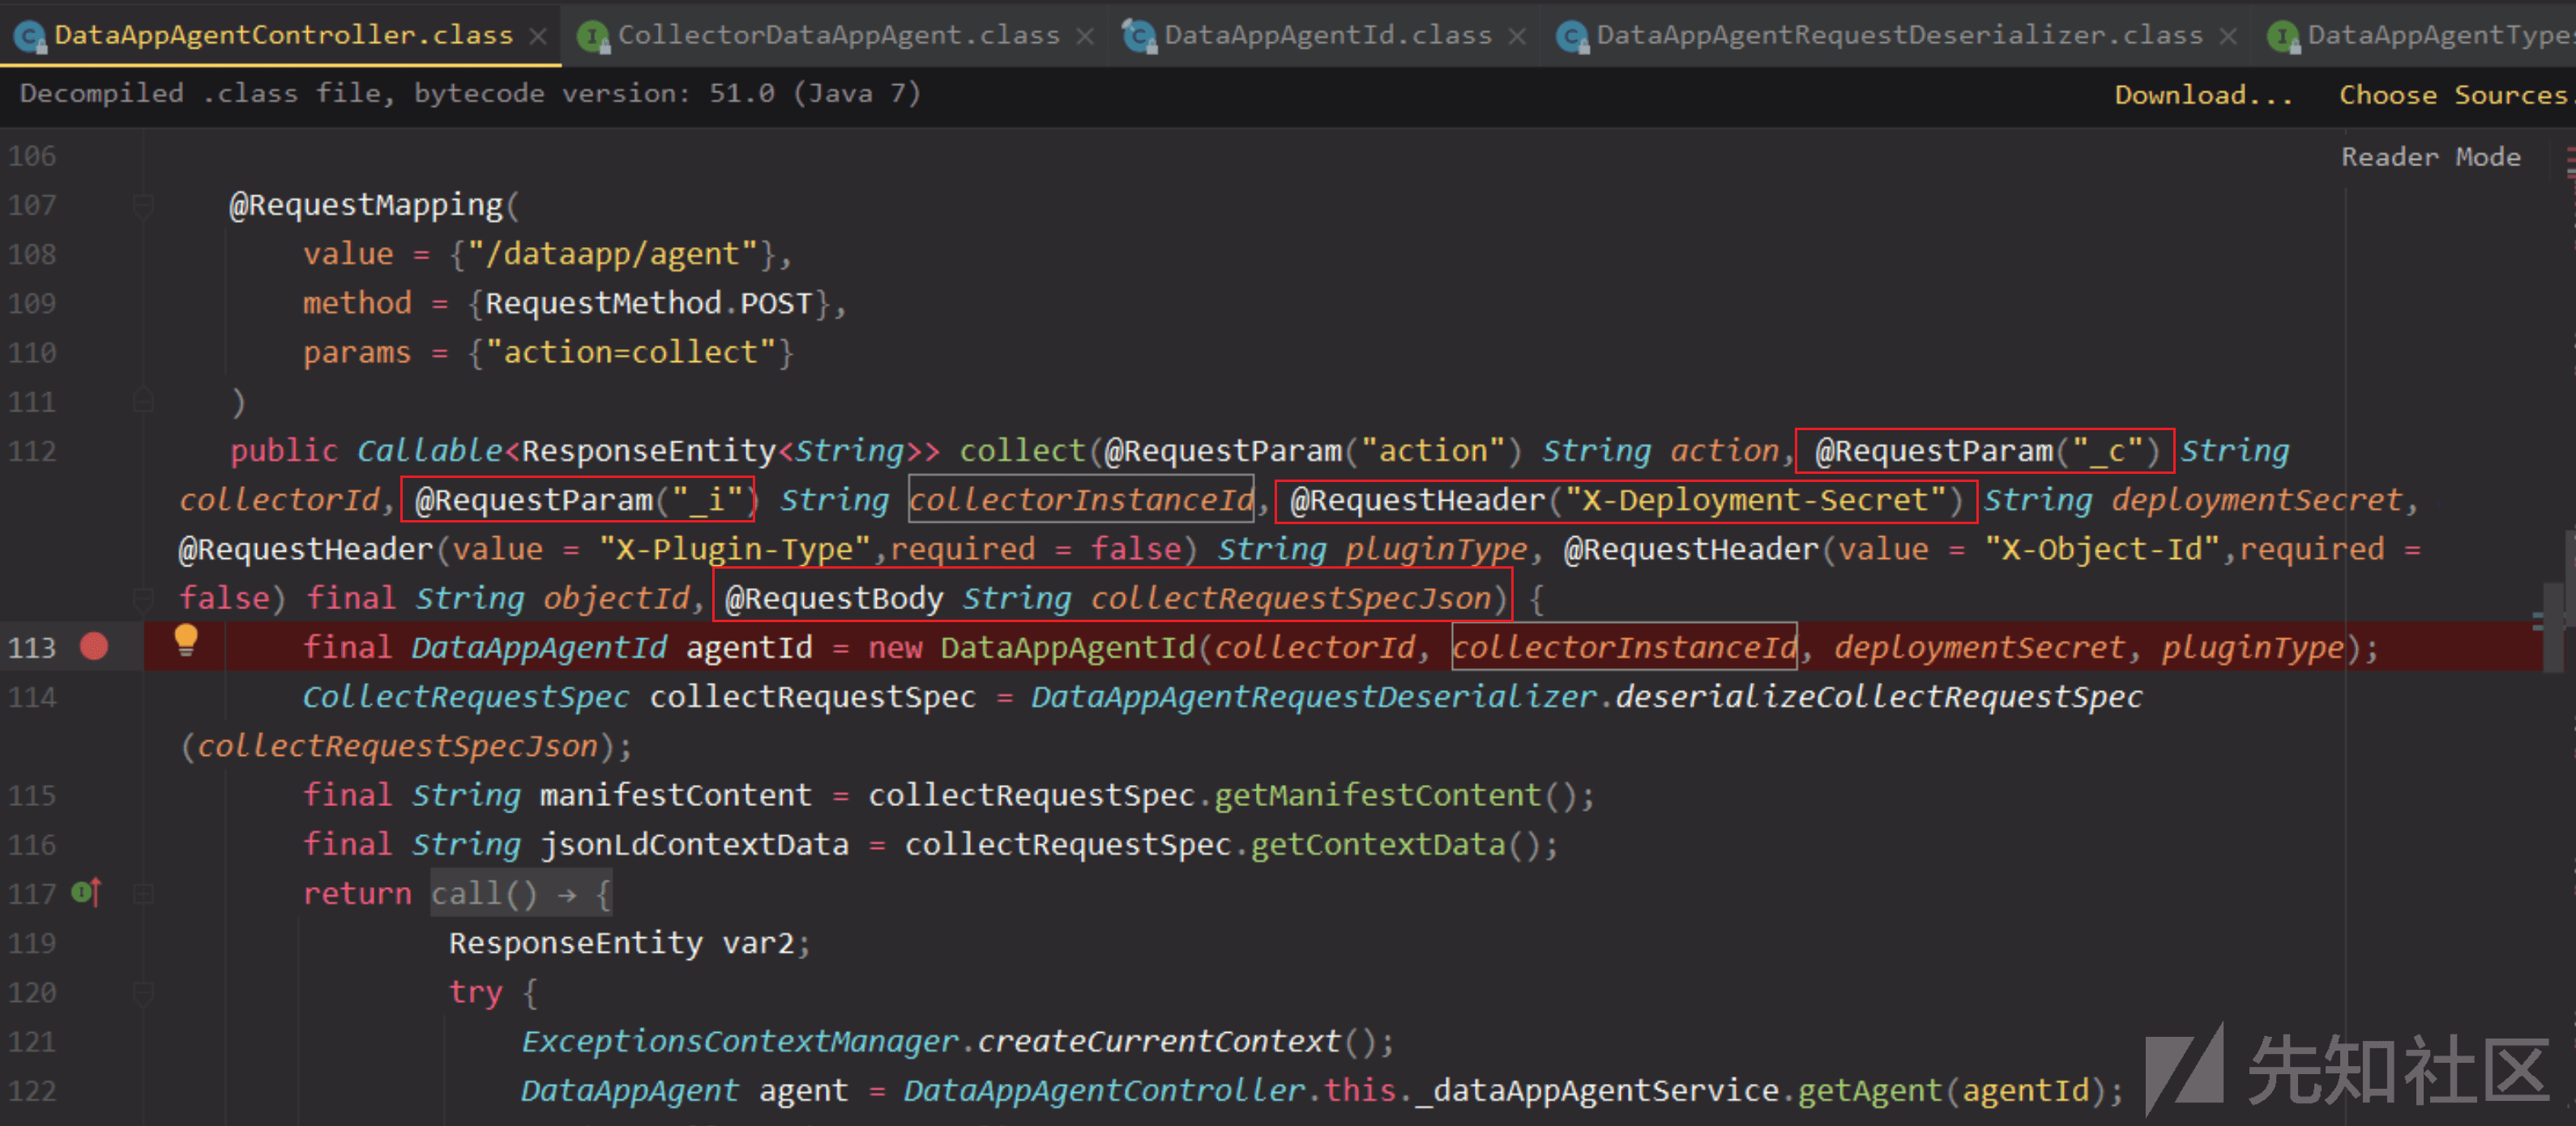 DataAppAgentController.class CollectorDataAppAgent.class DataAppAgentId.class DataAppAgentRequestDeserializer.class DataAppAgentTypes
Decompiled .class file, bytecode version: 51.0 (Java 7) Download... Choose Sources.
106 Reader Mode
107 @RequestMapping(
108 value = {"/dataapp/agent"},
109 method = {RequestMethod.POST},
110 params = {"action=collect"}
111 )
112 public Callable<ResponseEntity<String>> collect(@RequestParam("action") String action, @RequestParam("_c") String
collectorId, @RequestParam("_i") String collectorInstanceId, @RequestHeader("X-Deployment-Secret") String deploymentSecret,
@RequestHeader(value = "X-Plugin-Type",required = false) String pluginType, @RequestHeader(value = "X-Object-Id",required =
false) final String objectId, @RequestBody String collectRequestSpecJson) {
113 final DataAppAgentId agentId = new DataAppAgentId(collectorId, collectorInstanceId, deploymentSecret, pluginType);
114 CollectRequestSpec collectRequestSpec = DataAppAgentRequestDeserializer.deserializeCollectRequestSpec
(collectRequestSpecJson);
115 final String manifestContent = collectRequestSpec.getManifestContent();
116 final String jsonLdContextData = collectRequestSpec.getContextData();
117 return call() → {
119 ResponseEntity var2;
120 try {
121 ExceptionsContextManager.createCurrentContext();
122 DataAppAgent agent = DataAppAgentController.this._dataAppAgentService.getAgent(agentId);
先知社区